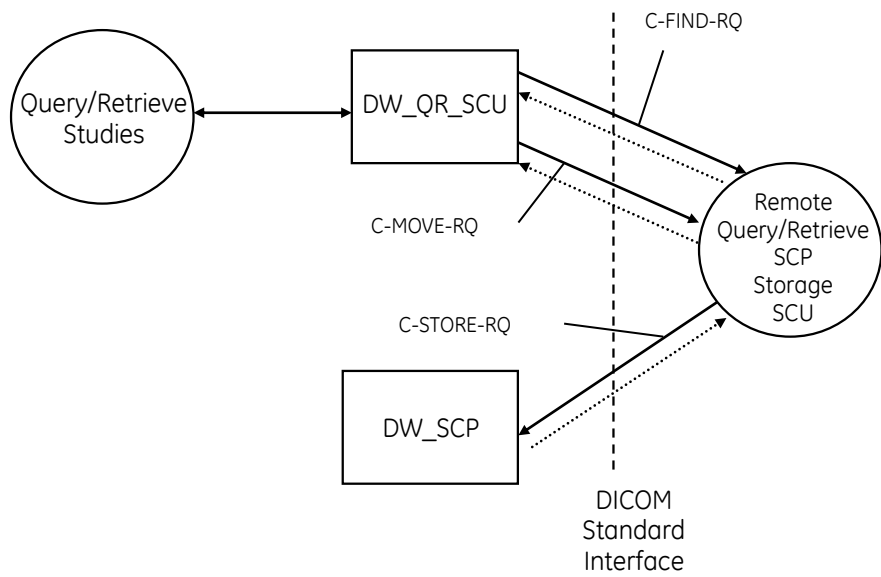 C-FIND-RQ
Query/Retrieve
Studies
DW_QR_SCU
C-MOVE-RQ
Remote
Query/Retrieve
SCP
Storage
SCU
C-STORE-RQ
DW_SCP
DICOM
Standard
Interface